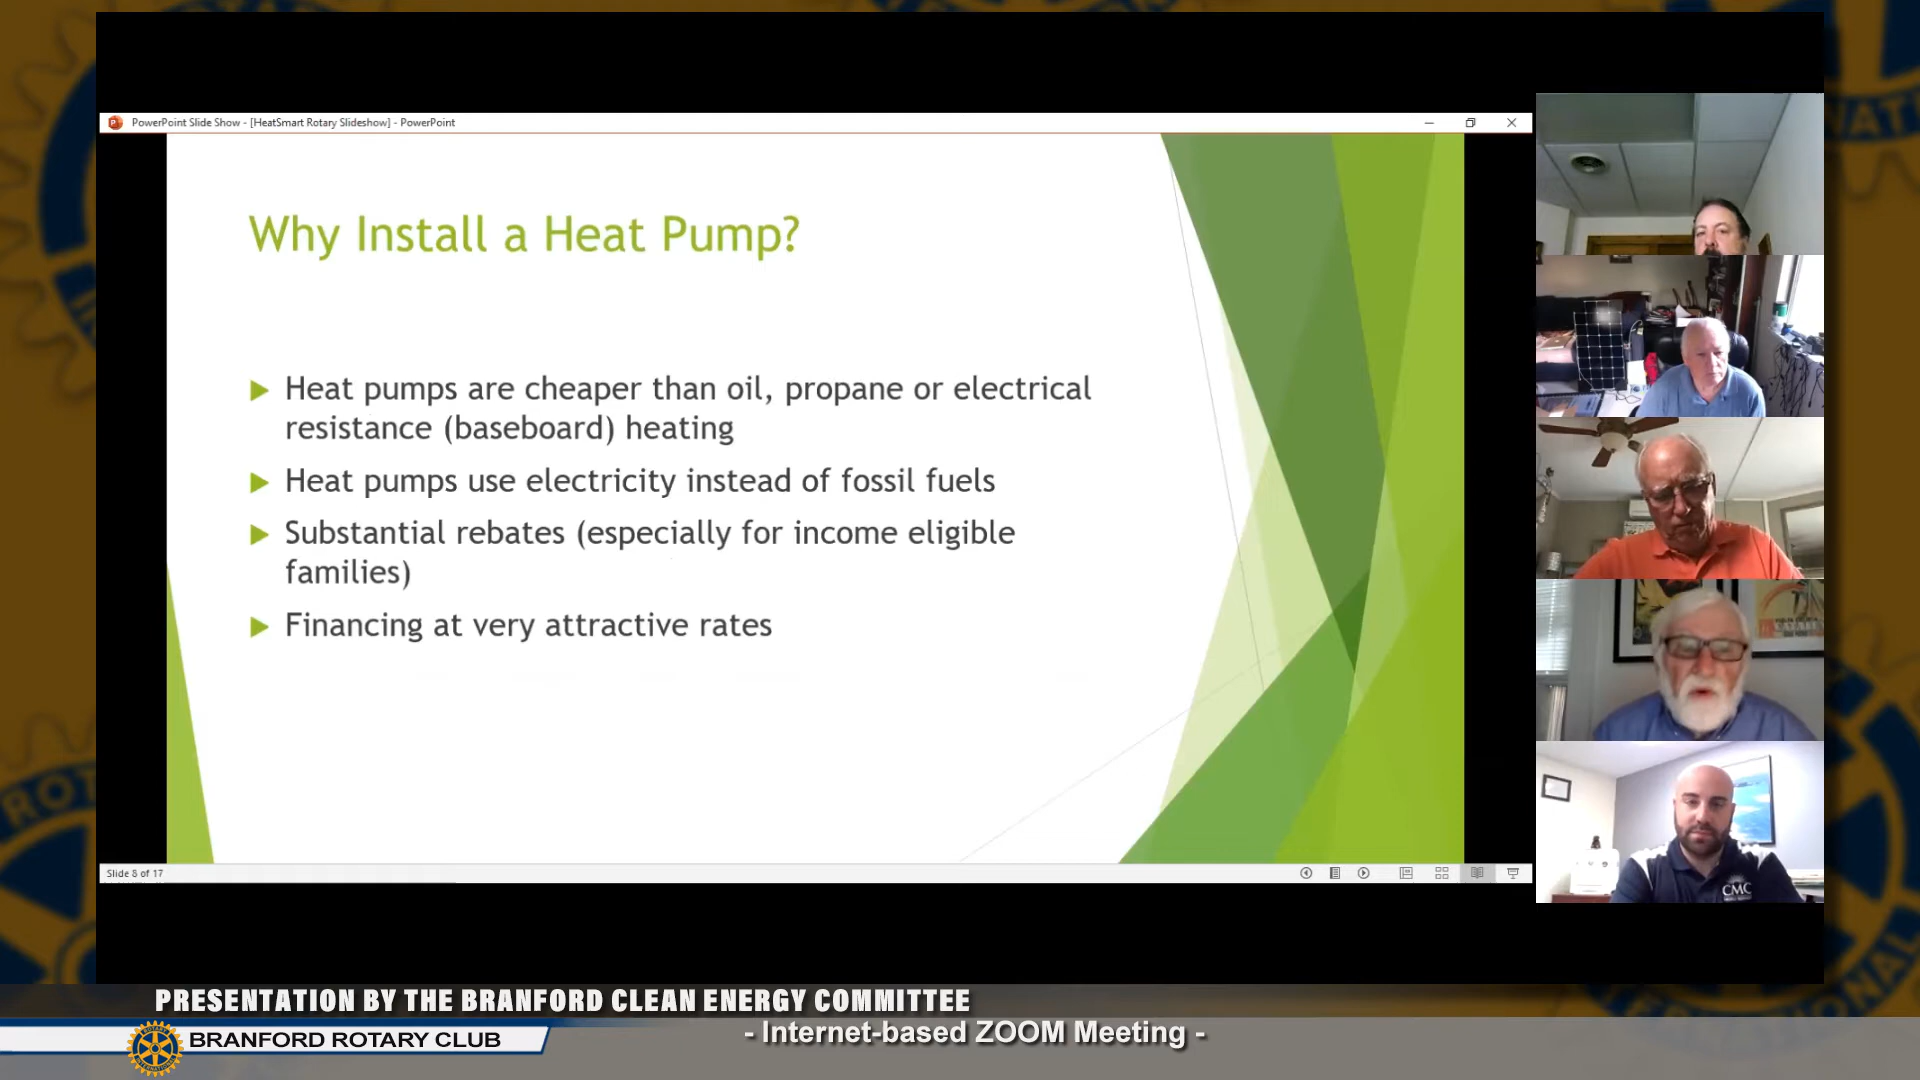 PowerPoint Slide Show - [HeatSmart Rotary Slideshow] - PowerPoint
Why Install a Heat Pump?
Heat pumps are cheaper than oil, propane or electrical
resistance (baseboard) heating
Heat pumps use electricity instead of fossil fuels
Substantial rebates (especially for income eligible
families)
Financing at very attractive rates
Slide 8 of 17
CMC
PRESENTATION BY THE BRANFORD CLEAN ENERGY COMMITTEE
- Internet-based ZOOM Meeting -
BRANFORD ROTARY CLUB